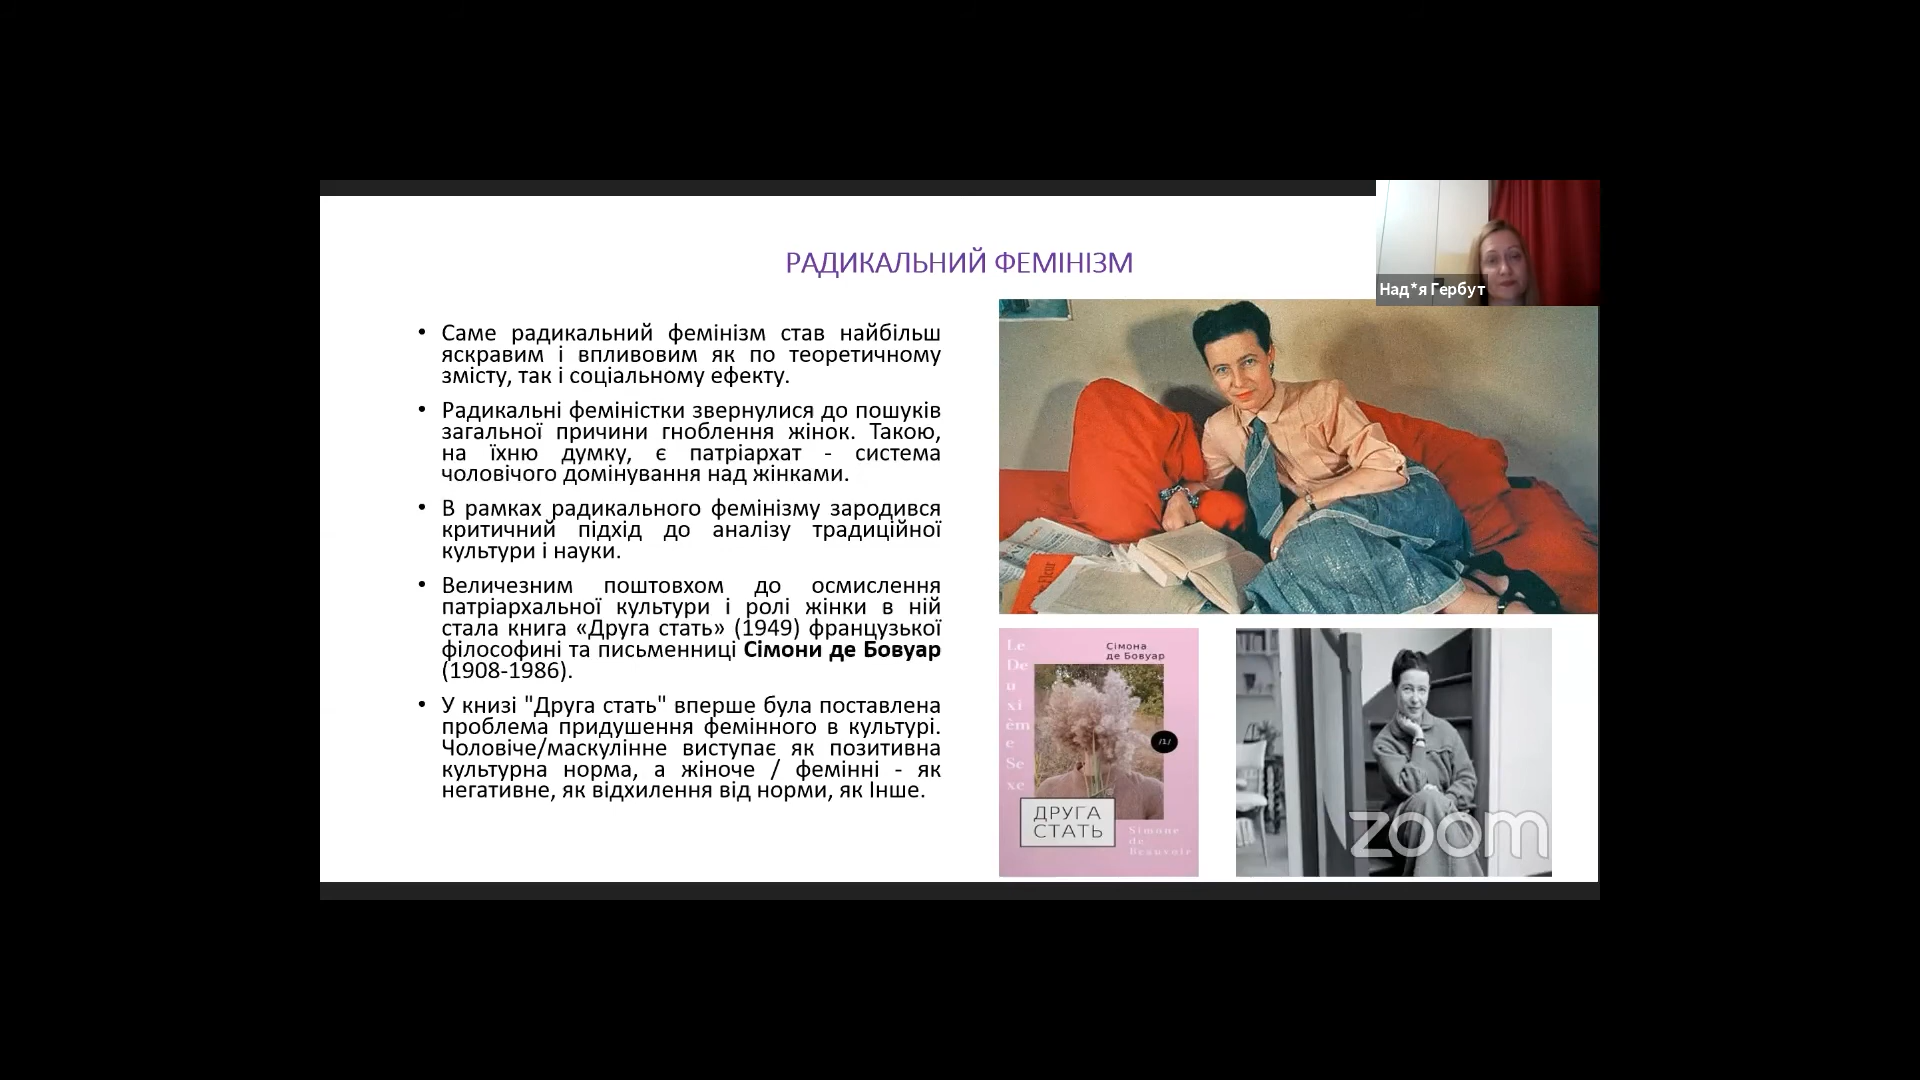 РАДИКАЛЬНИЙ ФЕМІНІЗМ
Над*я Гербут
• Саме радикальний фемінізм став найбільш
яскравим і впливовим як по теоретичному
змісту, так і соціальному ефекту.
• Радикальні феміністки звернулися до пошуків
загальної причини гноблення жінок. Такою,
на їхню думку, є патріархат - система
чоловічого домінування над жінками.
• В рамках радикального фемінізму зародився
критичний підхід до аналізу традиційної
культури і науки.
• Величезним поштовхом до осмислення
патріархальної культури і ролі жінки в ній
стала книга «Друга стать» (1949) французької
філософині та письменниці Сімони де Бовуар
(1908-1986).
• У книзі "Друга стать" вперше була поставлена
проблема придушення фемінного в культурі.
Чоловіче/маскулінне виступає як позитивна
культурна норма, а жіноче / фемінні - як
негативне, як відхилення від норми, як Інше.
Fleur
Le
De
u
xi
èm
e
Se
xe
Сімона
де Бовуар
/1/
ДРУГА
СТАТЬ
Simone
de
Beauvoir
zoom